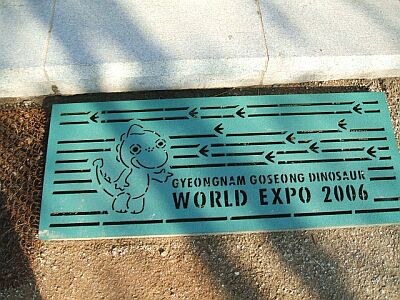 GYEONGNAM GOSEONG DINOSAUR
WORLD EXPO 2006